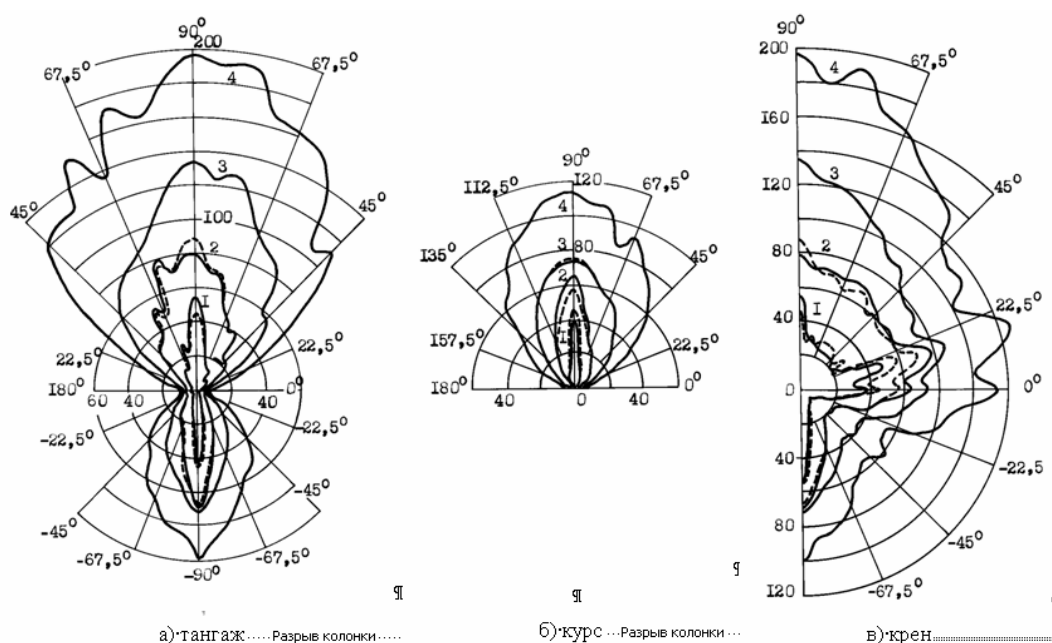 90°
200
67,5° 4 67,5°
3
45° 45°
I00
2
I
22,5° 22,5°
I80° 60 40 40 0°
-22,5° -22,5°
-45° -45°
-67,5° -67,5°
-90°
¶
90°
II2,5° I20 67,5°
4
I35° 3 80 45°
2
I
I57,5° 22,5°
I80° 40 0 40 0°
¶
90°
200 4 67,5°
I60
3 45°
I20
2
80
I 22,5°
40
0 0°
-22,5
40
80 -45°
I20 -67,5°
¶
а)·тангаж.....Разрыв колонки.....
б)·курс...Разрыв колонки...
в)·крен